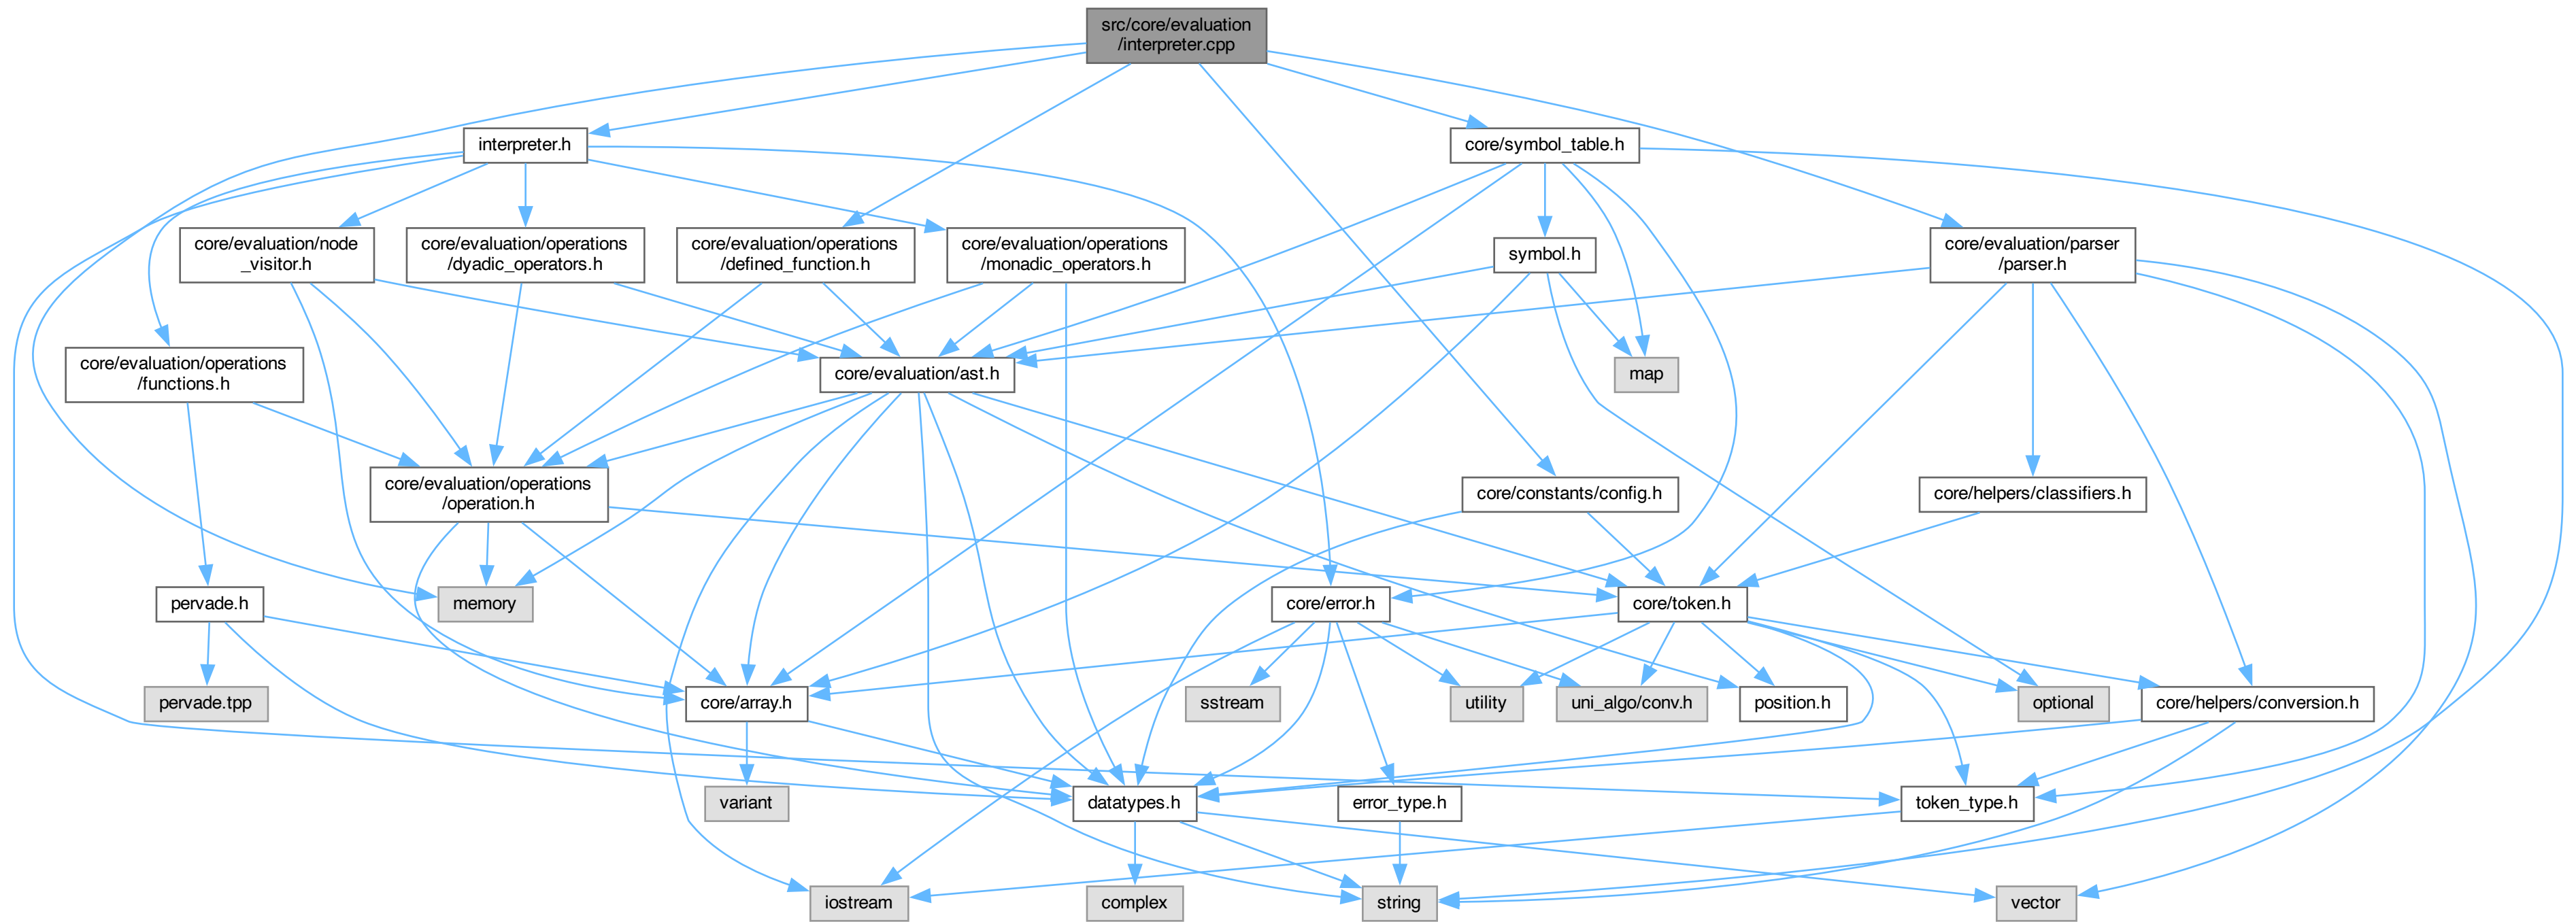 src/core/evaluation
/interpreter.cpp
interpreter.h
core/symbol_table.h
core/evaluation/node
_visitor.h
core/evaluation/operations
/dyadic_operators.h
core/evaluation/operations
/defined_function.h
core/evaluation/operations
/monadic_operators.h
symbol.h
core/evaluation/parser
/parser.h
core/evaluation/operations
/functions.h
core/evaluation/ast.h
map
core/evaluation/operations
/operation.h
core/constants/config.h
core/helpers/classifiers.h
pervade.h
memory
core/error.h
core/token.h
pervade.tpp
core/array.h
sstream
utility
uni_algo/conv.h
position.h
optional
core/helpers/conversion.h
variant
datatypes.h
error_type.h
token_type.h
iostream
complex
string
vector